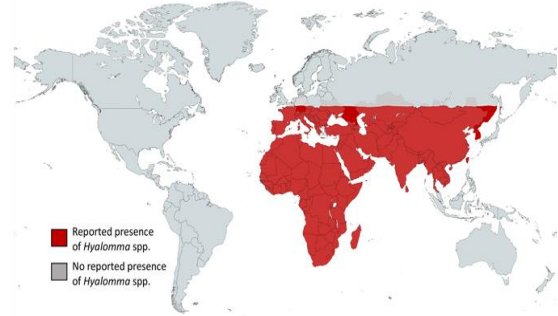 Reported presence
of Hyalomma spp.
No reported presence
of Hyalomma spp.